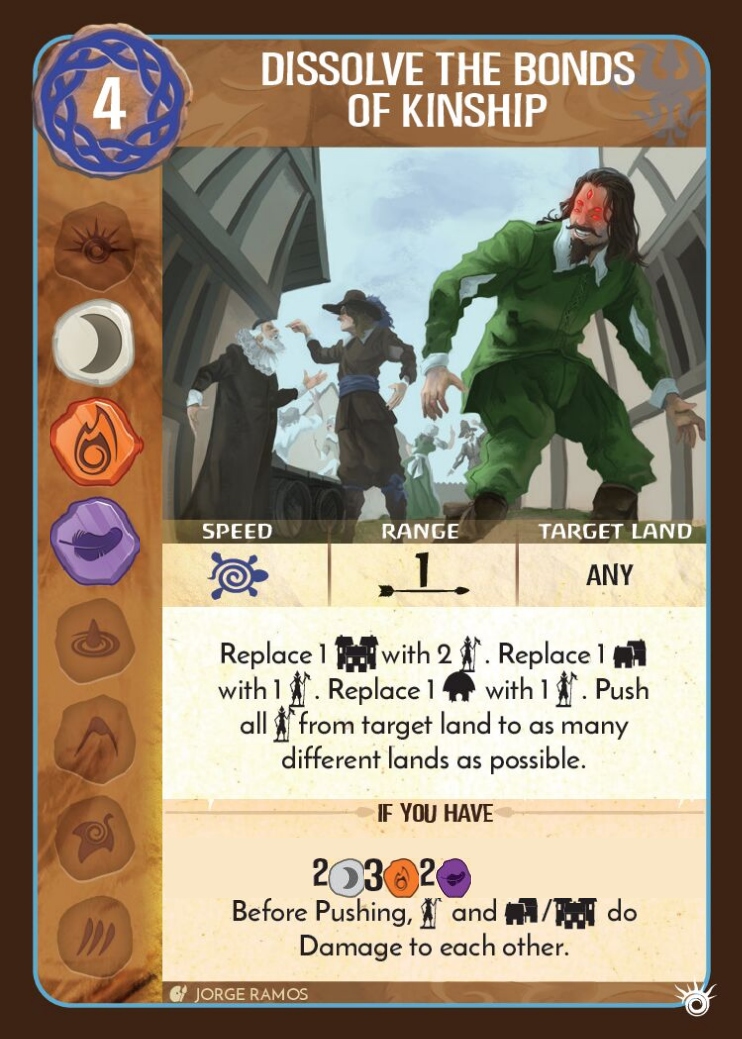 4
DISSOLVE THE BONDS
OF KINSHIP
SPEED RANGE TARGET LAND
1 ANY
Replace 1 with 2 . Replace 1
with 1 . Replace 1 with 1 . Push
all from target land to as many
different lands as possible.
IF YOU HAVE
2 3 2
Before Pushing, and / do
Damage to each other.
JORGE RAMOS